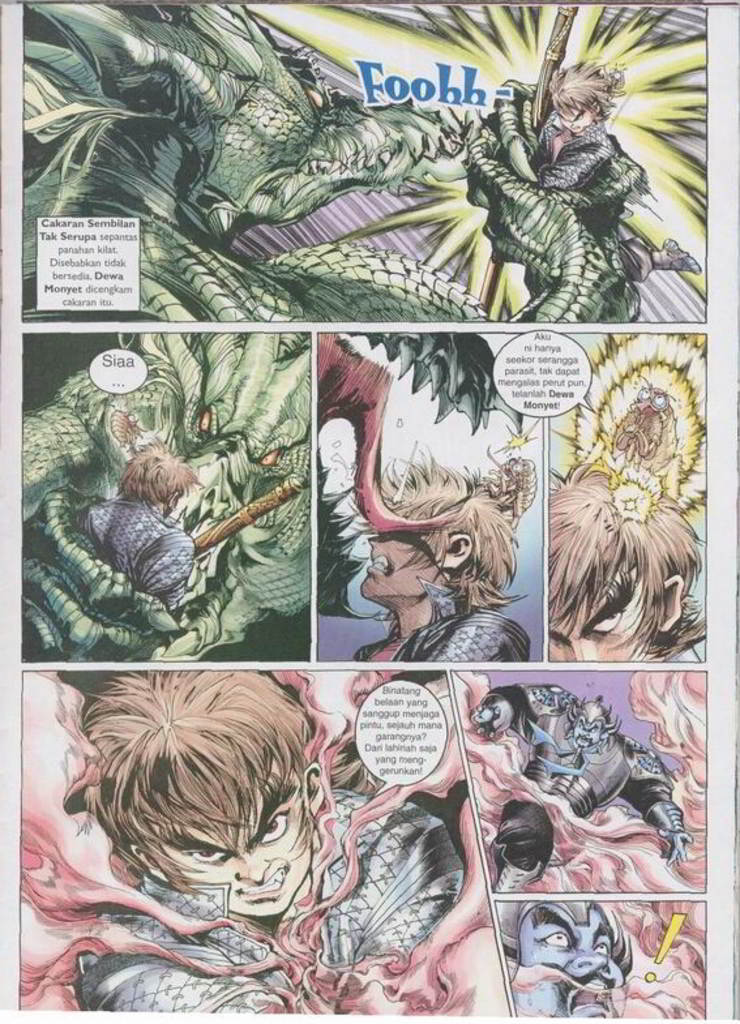 Foohh-
Cakaran Sembilan
Tak Serupa sepantas
panahan kilat.
Disebabkan tidak
bersedia, Dewa
Monyet dicengkam
cakaran itu.
Siaa
...
Aku
ni hanya
seekor serangga
parasit, tak dapat
mengalas perut pun,
telanlah Dewa
Monyet!
Binatang
belaan yang
sanggup menjaga
pintu, sejauh mana
garangnya?
Dari lahiriah saja
yang meng-
gerunkan!
!